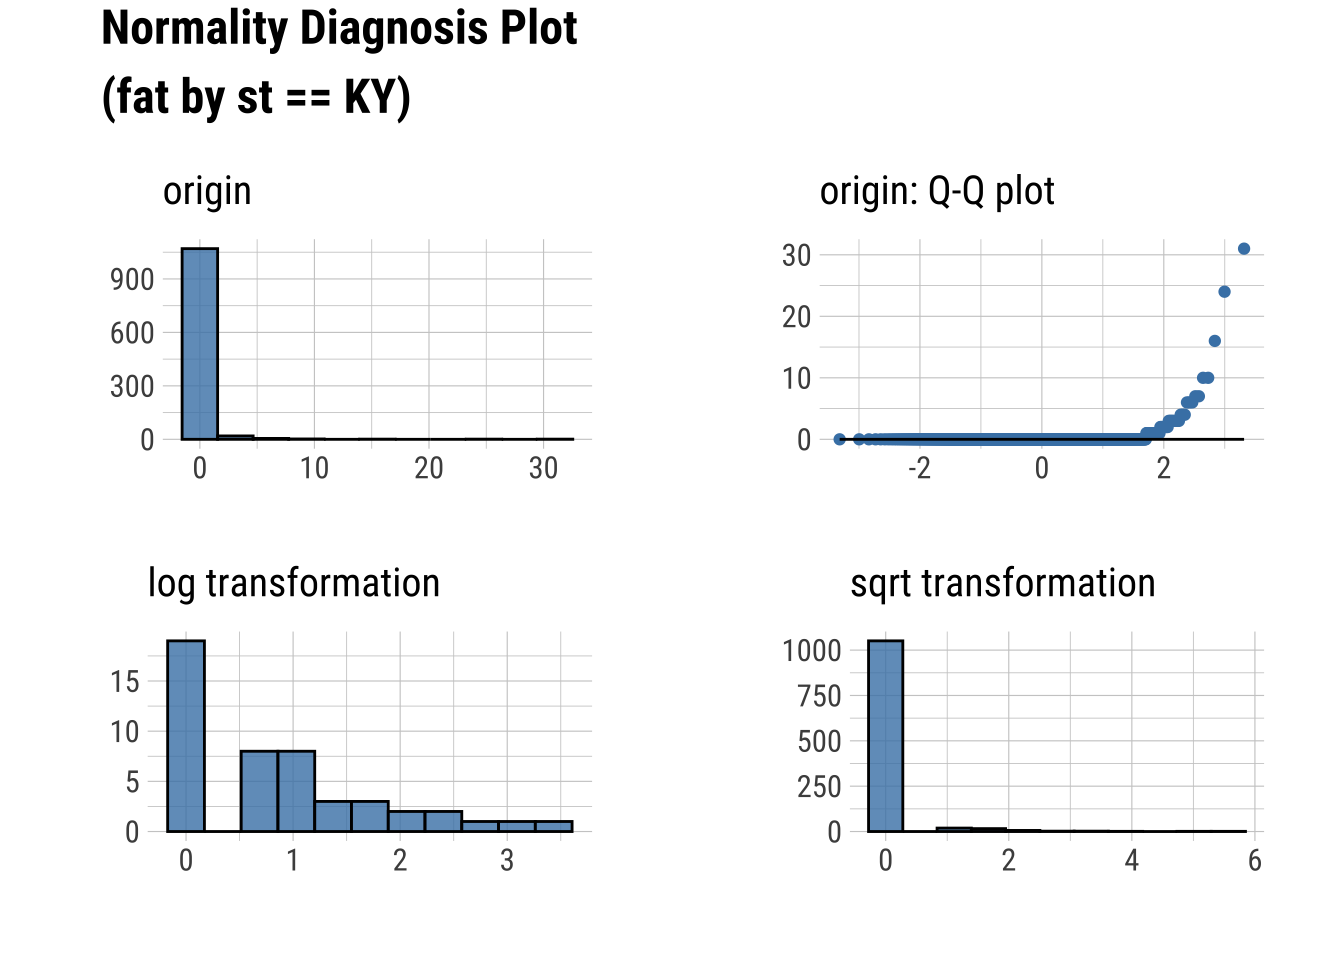 Normality Diagnosis Plot
(fat by st == KY)
origin
900
600
300
0
0 10 20 30
origin: Q-Q plot
30
20
10
0
-2 0 2
log transformation
15
10
5
0
0 1 2 3
sqrt transformation
1000
750
500
250
0
0 2 4 6